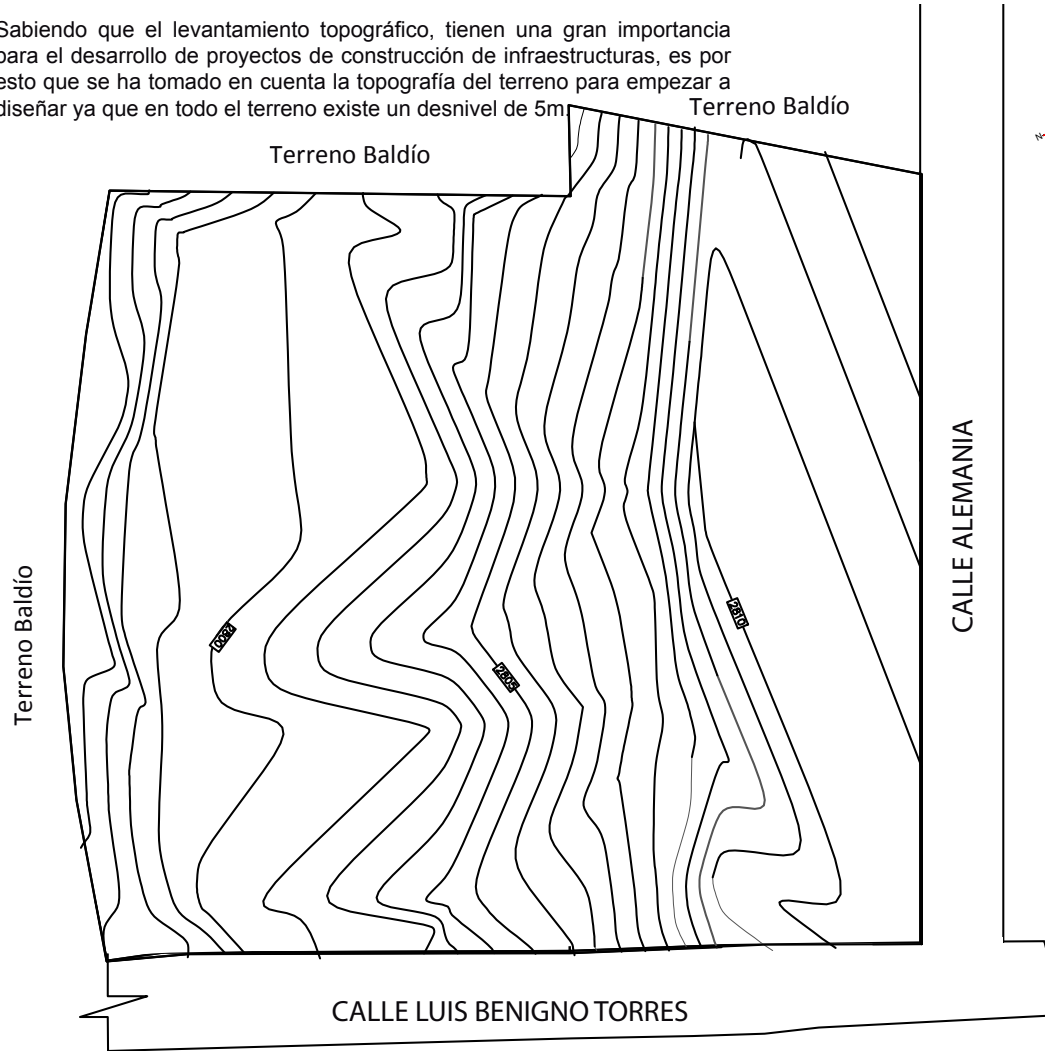 Sabiendo que el levantamiento topográfico, tienen una gran importancia
para el desarrollo de proyectos de construcción de infraestructuras, es por
esto que se ha tomado en cuenta la topografía del terreno para empezar a
diseñar ya que en todo el terreno existe un desnivel de 5m.
Terreno Baldío
Terreno Baldío
N
CALLE ALEMANIA
Terreno Baldío
2810
2800
2805
CALLE LUIS BENIGNO TORRES